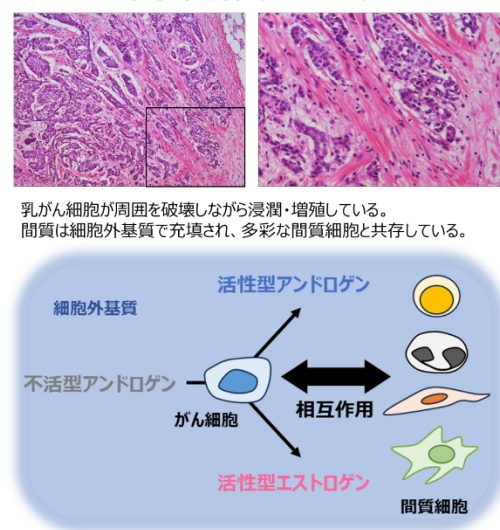 乳がん細胞が周囲を破壊しながら浸潤・増殖している。
間質は細胞外基質で充填され、多彩な間質細胞と共存している。
活性型アンドロゲン
細胞外基質
不活型アンドロゲン
がん細胞
相互作用
活性型エストロゲン
間質細胞